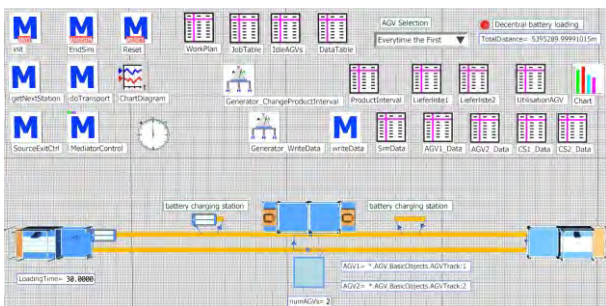 AGV Selection
Decentral battery loading
Everytime the First
TotalDistance= 5395289.99991015m
init
EndSim
Reset
WorkPlan
JobTable
IdleAGVs
DataTable
getNextStation
doTransport
ChartDiagram
Generator_ChangeProductInterval
ProductInterval
Lieferliste1
Lieferliste2
UtilisationAGV
Chart
SourceExitCtrl
MediatorControl
Generator_WriteData
writeData
SimData
AGV1_Data
AGV2_Data
CS1_Data
CS2_Data
battery charging station
battery charging station
LoadingTime= 30.0000
AGV1= *.AGV.BasicObjects.AGVTrack:1
AGV2= *.AGV.BasicObjects.AGVTrack:2
numAGVs= 2